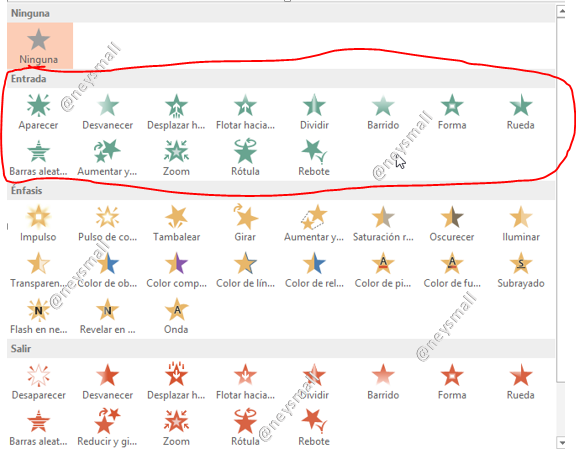 Ninguna
Ninguna
Entrada
Aparecer Desvanecer Desplazar h... Flotar hacia... Dividir Barrido Forma Rueda
Barras aleat... Aumentar y... Zoom Rótula Rebote
Énfasis
Impulso Pulso de co... Tambalear Girar Aumentar y... Saturación r... Oscurecer Iluminar
Transparen... Color de ob... Color comp... Color de lín... Color de rel... Color de pi... Color de fu... Subrayado
Flash en ne... Revelar en ... Onda
Salir
Desaparecer Desvanecer Desplazar h... Flotar hacia... Dividir Barrido Forma Rueda
Barras aleat... Reducir y gi... Zoom Rótula Rebote
@neysmall
@neysmall
@neysmall
@neysmall
@neysmall